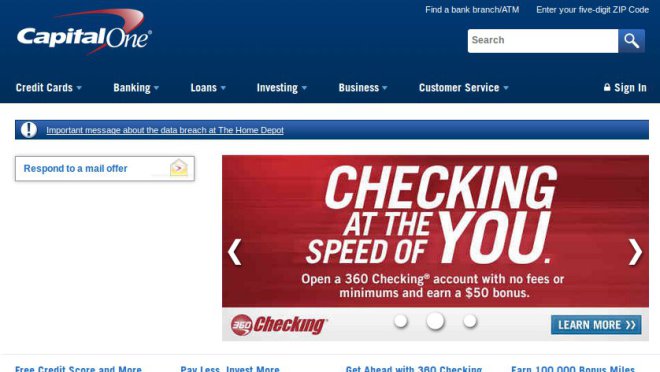 Find a bank branch/ATM Enter your five-digit ZIP Code
Capital One®
Search
Credit Cards Banking Loans Investing Business Customer Service Sign In
Important message about the data breach at The Home Depot
Respond to a mail offer
CHECKING
AT THE
SPEED OF YOU.
Open a 360 Checking® account with no fees or
minimums and earn a $50 bonus.
360 Checking
LEARN MORE
Free Credit Score and More Pay Less, Invest More Get Ahead with 360 Checking Earn 100,000 Bonus Miles